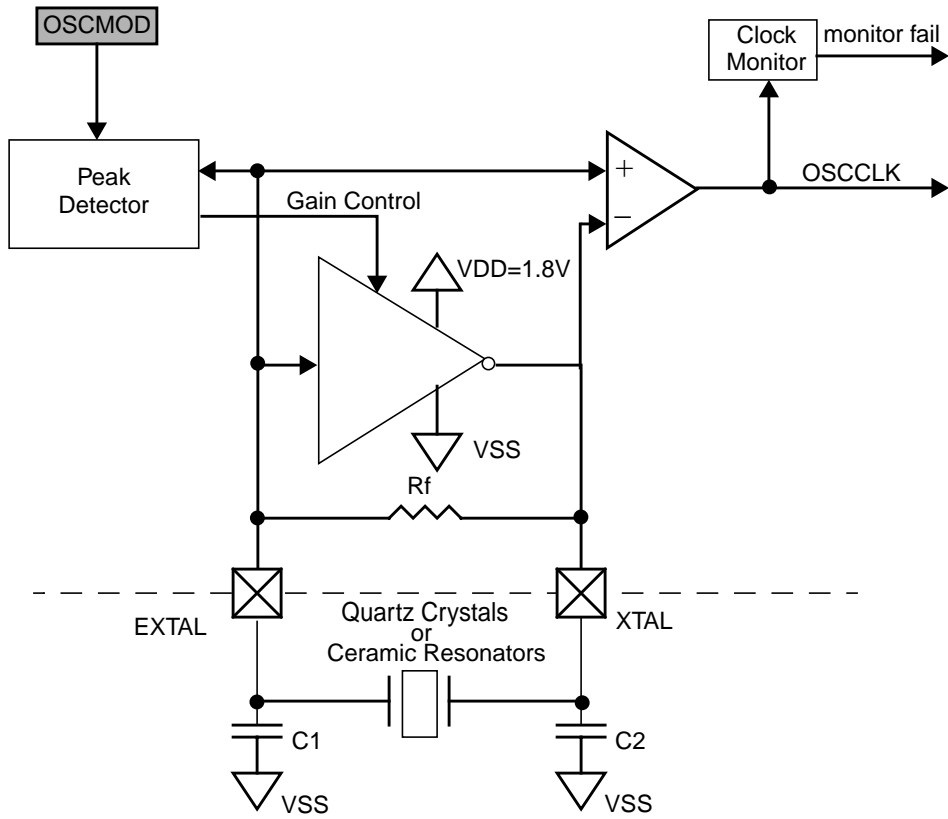 OSCMOD
Clock
Monitor
monitor fail
Peak
Detector
+
OSCCLK
Gain Control
−
VDD=1.8V
VSS
Rf
EXTAL
Quartz Crystals
or
Ceramic Resonators
XTAL
C1
C2
VSS
VSS